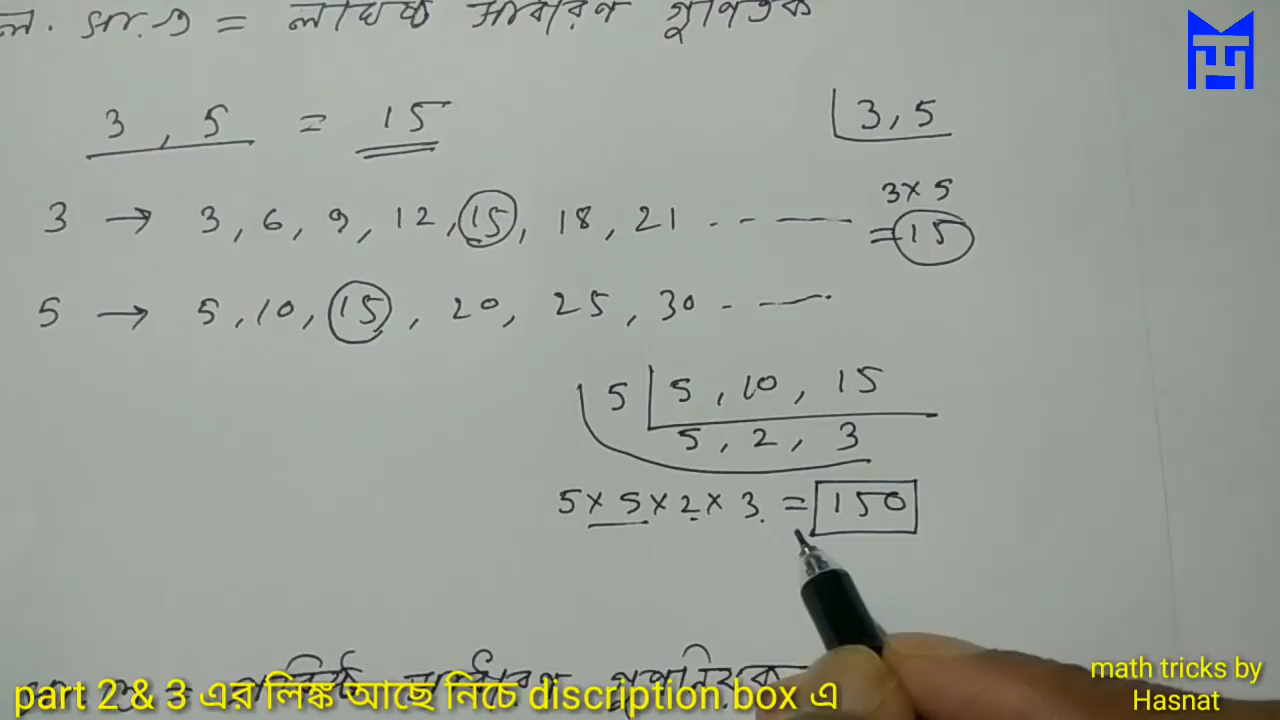 ল. সা.গু = লঘিষ্ঠ সাধারণ গুণিতক
3 , 5 = 15
3 → 3, 6, 9, 12, 15, 18, 21 . - —
5 → 5, 10, 15, 20, 25, 30 - —
3, 5
3 × 5
= 15
5 | 5, 10, 15
5, 2, 3
5 × 5 × 2 × 3 = 150
সাধারণ
part 2 & 3 এর লিঙ্ক আছে নিচে discription box এ
math tricks by
Hasnat